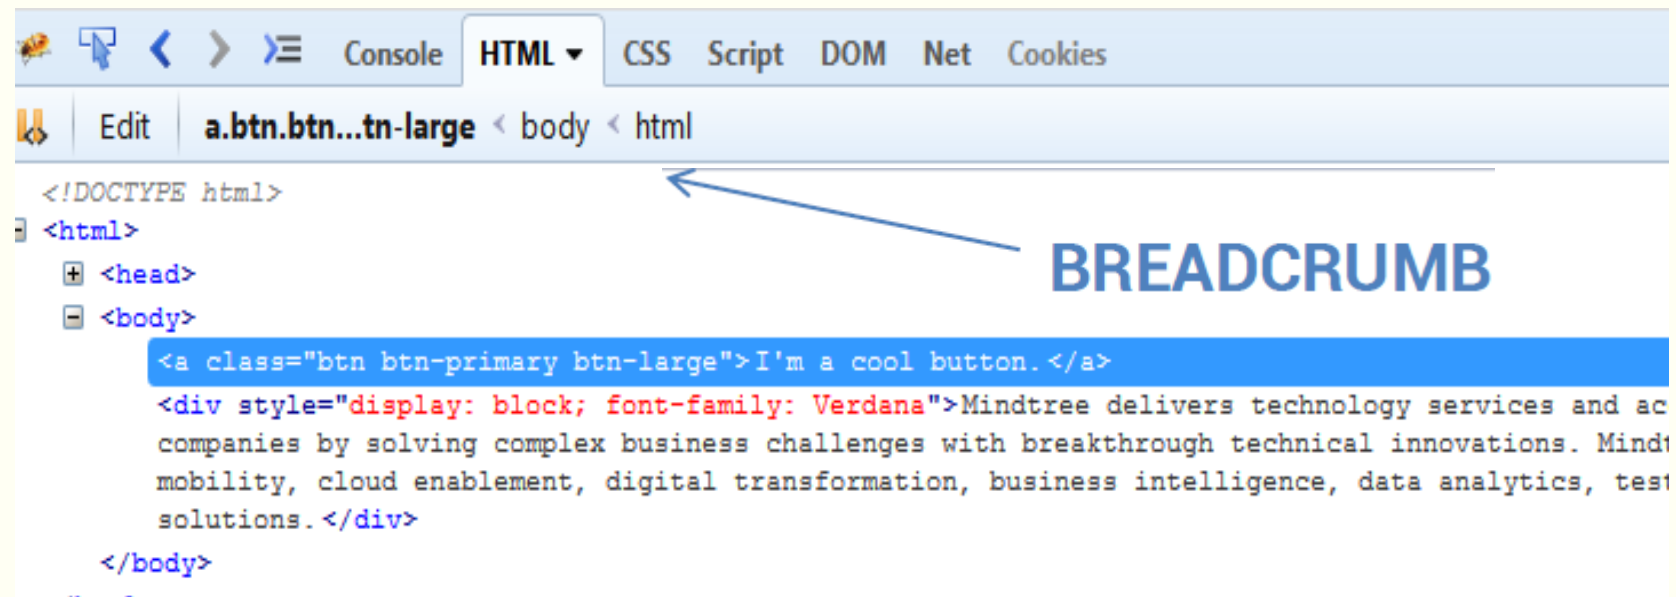 Console HTML CSS Script DOM Net Cookies
Edit a.btn.btn...tn-large < body < html
<!DOCTYPE html>
<html>
<head>
BREADCRUMB
<body>
<a class="btn btn-primary btn-large">I'm a cool button.</a>
<div style="display: block; font-family: Verdana">Mindtree delivers technology services and ac
companies by solving complex business challenges with breakthrough technical innovations. Mindt
mobility, cloud enablement, digital transformation, business intelligence, data analytics, test
solutions.</div>
</body>